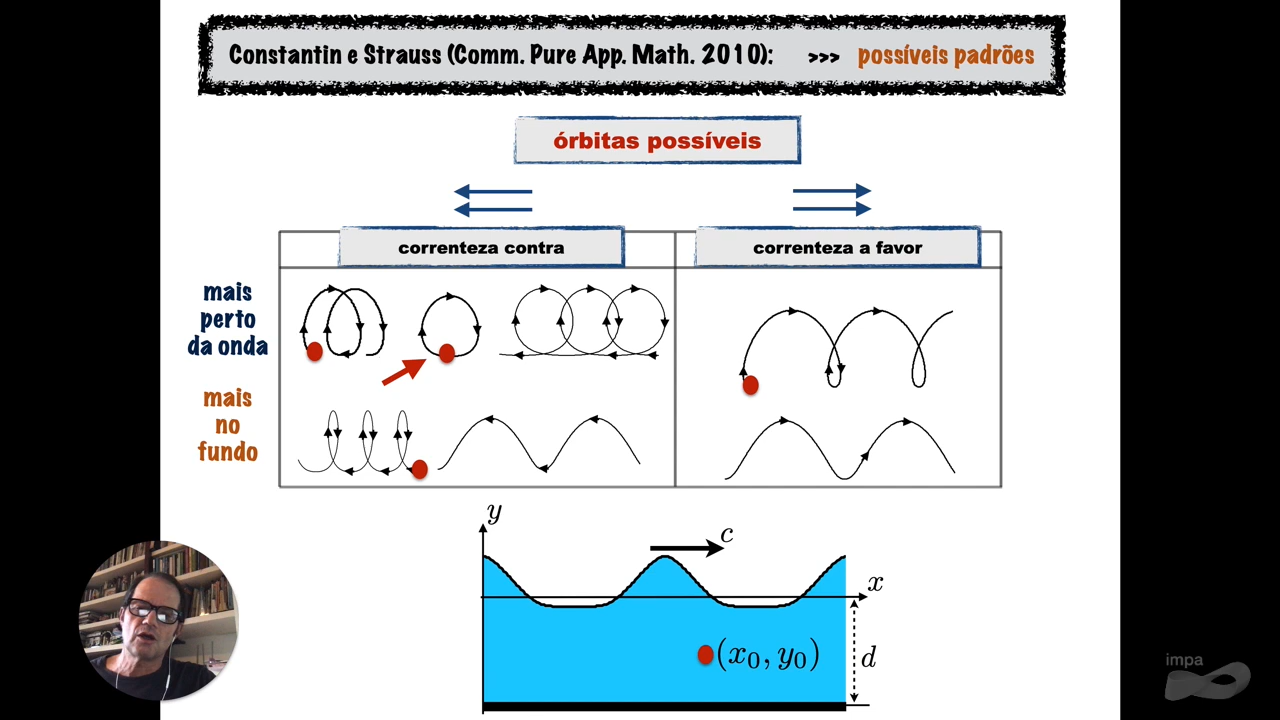 Constantin e Strauss (Comm. Pure App. Math. 2010): >>> possíveis padrões
órbitas possíveis
correnteza contra
correnteza a favor
mais
perto
da onda
mais
no
fundo
y
c
x
(x₀, y₀)
d
impa